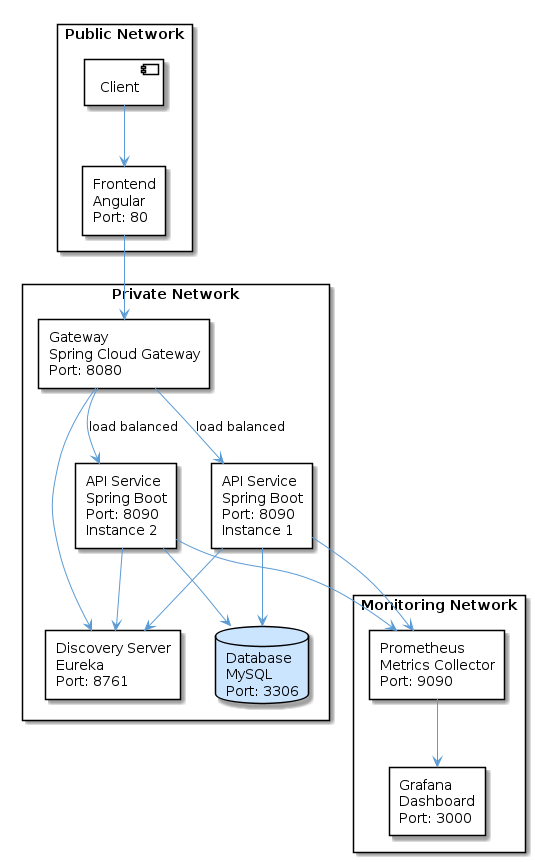 Public Network
Client
Frontend
Angular
Port: 80
Private Network
Gateway
Spring Cloud Gateway
Port: 8080
load balanced
load balanced
API Service
Spring Boot
Port: 8090
Instance 2
API Service
Spring Boot
Port: 8090
Instance 1
Monitoring Network
Discovery Server
Eureka
Port: 8761
Database
MySQL
Port: 3306
Prometheus
Metrics Collector
Port: 9090
Grafana
Dashboard
Port: 3000